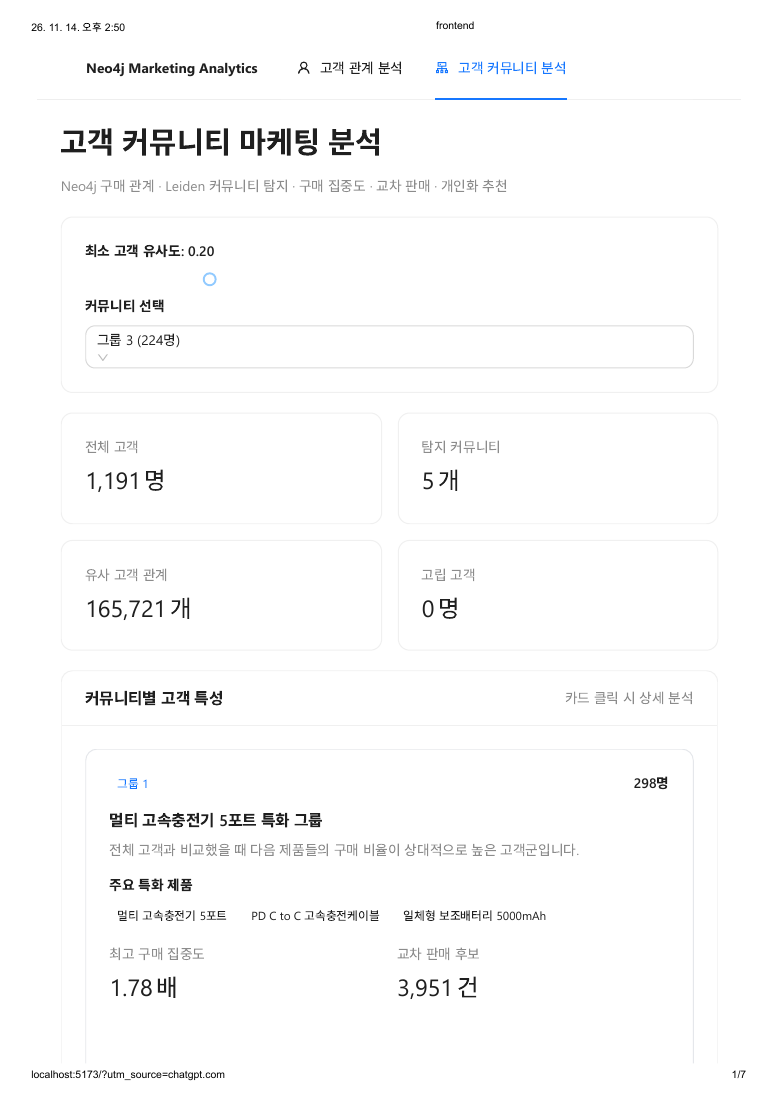 26. 11. 14. 오후 2:50
frontend
Neo4j Marketing Analytics 고객 관계 분석 고객 커뮤니티 분석
고객 커뮤니티 마케팅 분석
Neo4j 구매 관계 · Leiden 커뮤니티 탐지 · 구매 집중도 · 교차 판매 · 개인화 추천
최소 고객 유사도: 0.20
커뮤니티 선택
그룹 3 (224명)
전체 고객
1,191 명
탐지 커뮤니티
5 개
유사 고객 관계
165,721 개
고립 고객
0 명
커뮤니티별 고객 특성
카드 클릭 시 상세 분석
그룹 1
298명
멀티 고속충전기 5포트 특화 그룹
전체 고객과 비교했을 때 다음 제품들의 구매 비율이 상대적으로 높은 고객군입니다.
주요 특화 제품
멀티 고속충전기 5포트 PD C to C 고속충전케이블 일체형 보조배터리 5000mAh
최고 구매 집중도
1.78 배
교차 판매 후보
3,951 건
localhost:5173/?utm_source=chatgpt.com
1/7